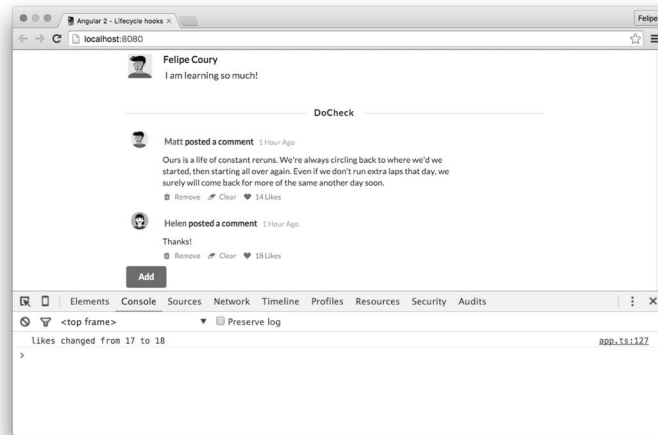 Angular 2 - Lifecycle hooks ×
Felipe
localhost:8080
Felipe Coury
I am learning so much!
DoCheck
Matt posted a comment 1 Hour Ago
Ours is a life of constant reruns. We're always circling back to where we'd we
started, then starting all over again. Even if we don't run extra laps that day, we
surely will come back for more of the same another day soon.
Remove Clear 14 Likes
Helen posted a comment 1 Hour Ago
Thanks!
Remove Clear 18 Likes
Add
Elements Console Sources Network Timeline Profiles Resources Security Audits
<top frame> Preserve log
likes changed from 17 to 18 app.ts:127
>